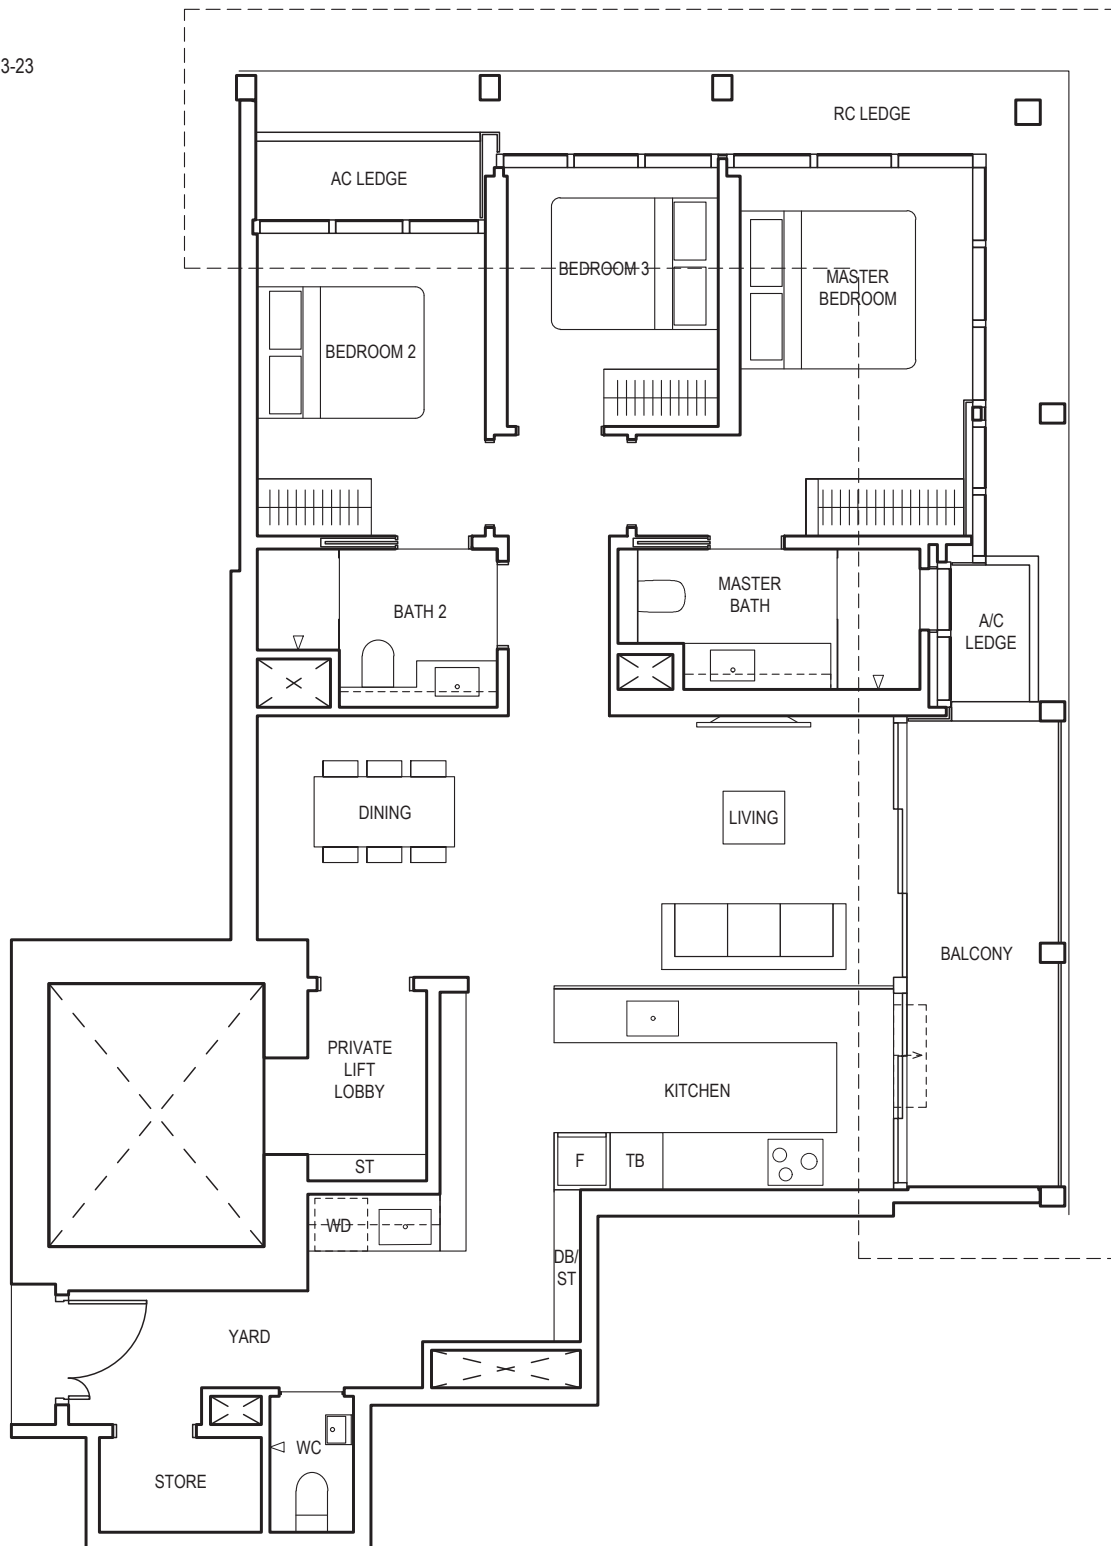 3-23
RC LEDGE
AC LEDGE
BEDROOM 3
MASTER
BEDROOM
BEDROOM 2
BATH 2
MASTER
BATH
A/C
LEDGE
DINING
LIVING
BALCONY
PRIVATE
LIFT
LOBBY
KITCHEN
ST
F
TB
WD
DB/
ST
YARD
WC
STORE